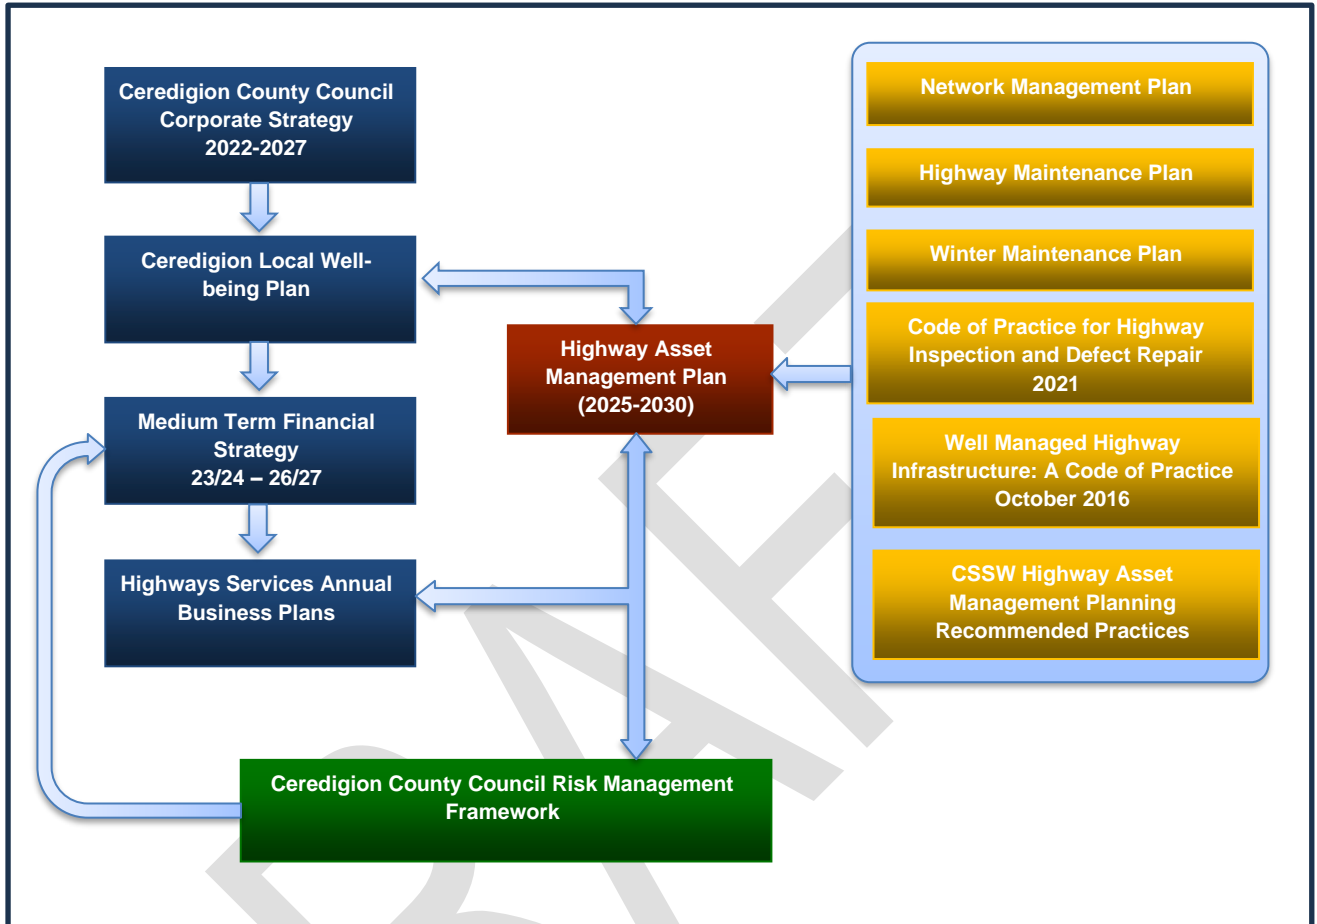 Ceredigion County Council
Corporate Strategy
2022-2027
Ceredigion Local Well-
being Plan
Medium Term Financial
Strategy
23/24 – 26/27
Highways Services Annual
Business Plans
Highway Asset
Management Plan
(2025-2030)
Ceredigion County Council Risk Management
Framework
Network Management Plan
Highway Maintenance Plan
Winter Maintenance Plan
Code of Practice for Highway
Inspection and Defect Repair
2021
Well Managed Highway
Infrastructure: A Code of Practice
October 2016
CSSW Highway Asset
Management Planning
Recommended Practices